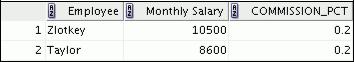 Employee Monthly Salary COMMISSION_PCT
1 Zlotkey 10500 0.2
2 Taylor 8600 0.2